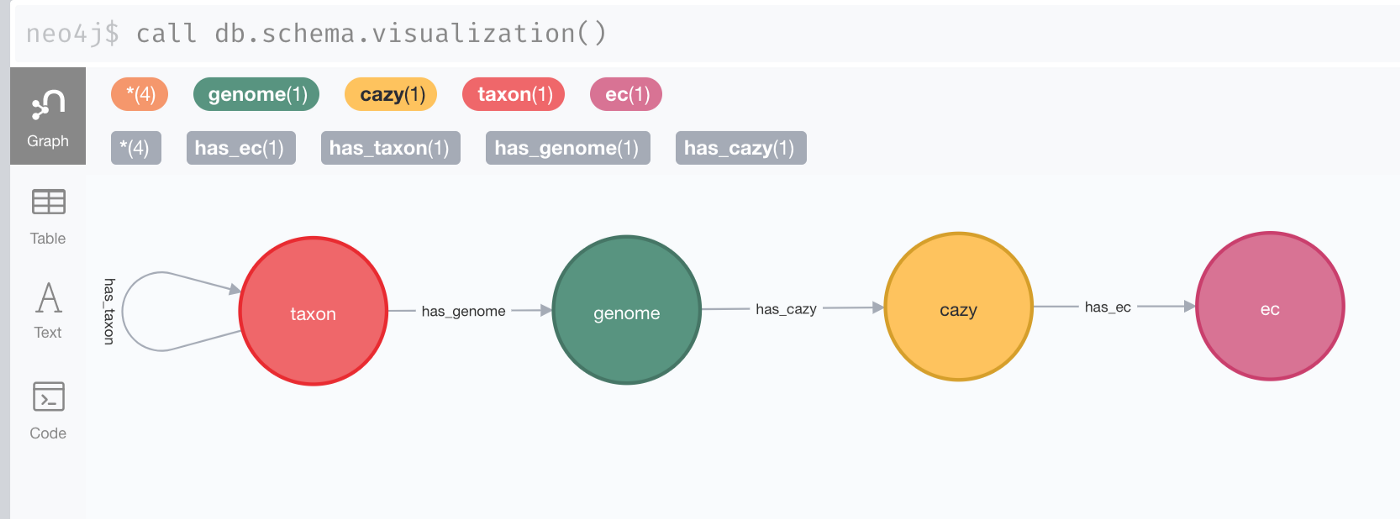 neo4j$ call db.schema.visualization()
*(4) genome(1) cazy(1) taxon(1) ec(1)
*(4) has_ec(1) has_taxon(1) has_genome(1) has_cazy(1)
Graph
Table
Text
Code
has_taxon
taxon
has_genome
genome
has_cazy
cazy
has_ec
ec